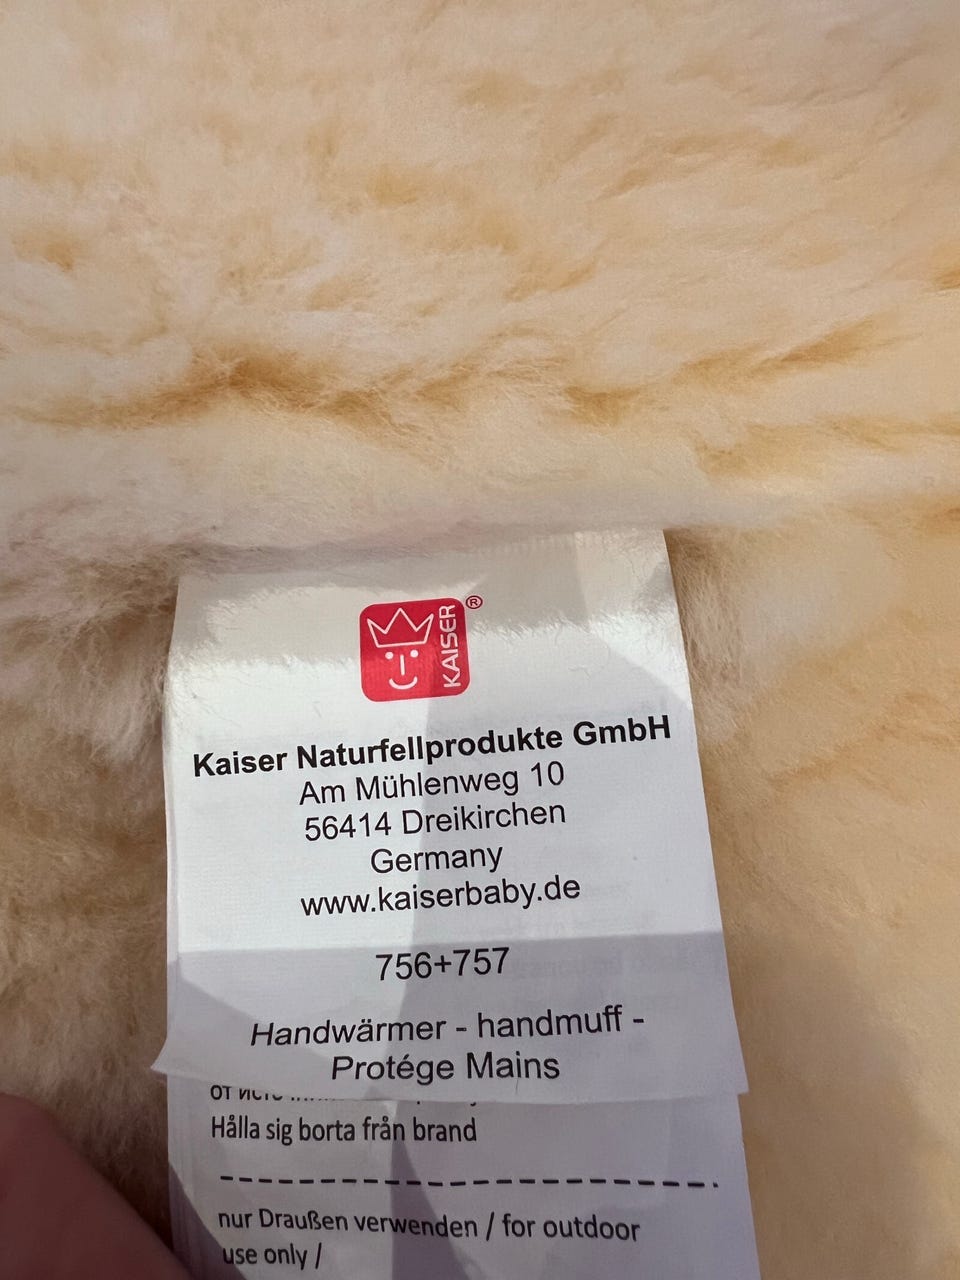 KAISER ®
Kaiser Naturfellprodukte GmbH
Am Mühlenweg 10
56414 Dreikirchen
Germany
www.kaiserbaby.de
756+757
Handwärmer - handmuff -
Protége Mains
от
Hålla sig borta från brand
nur Draußen verwenden / for outdoor
use only /